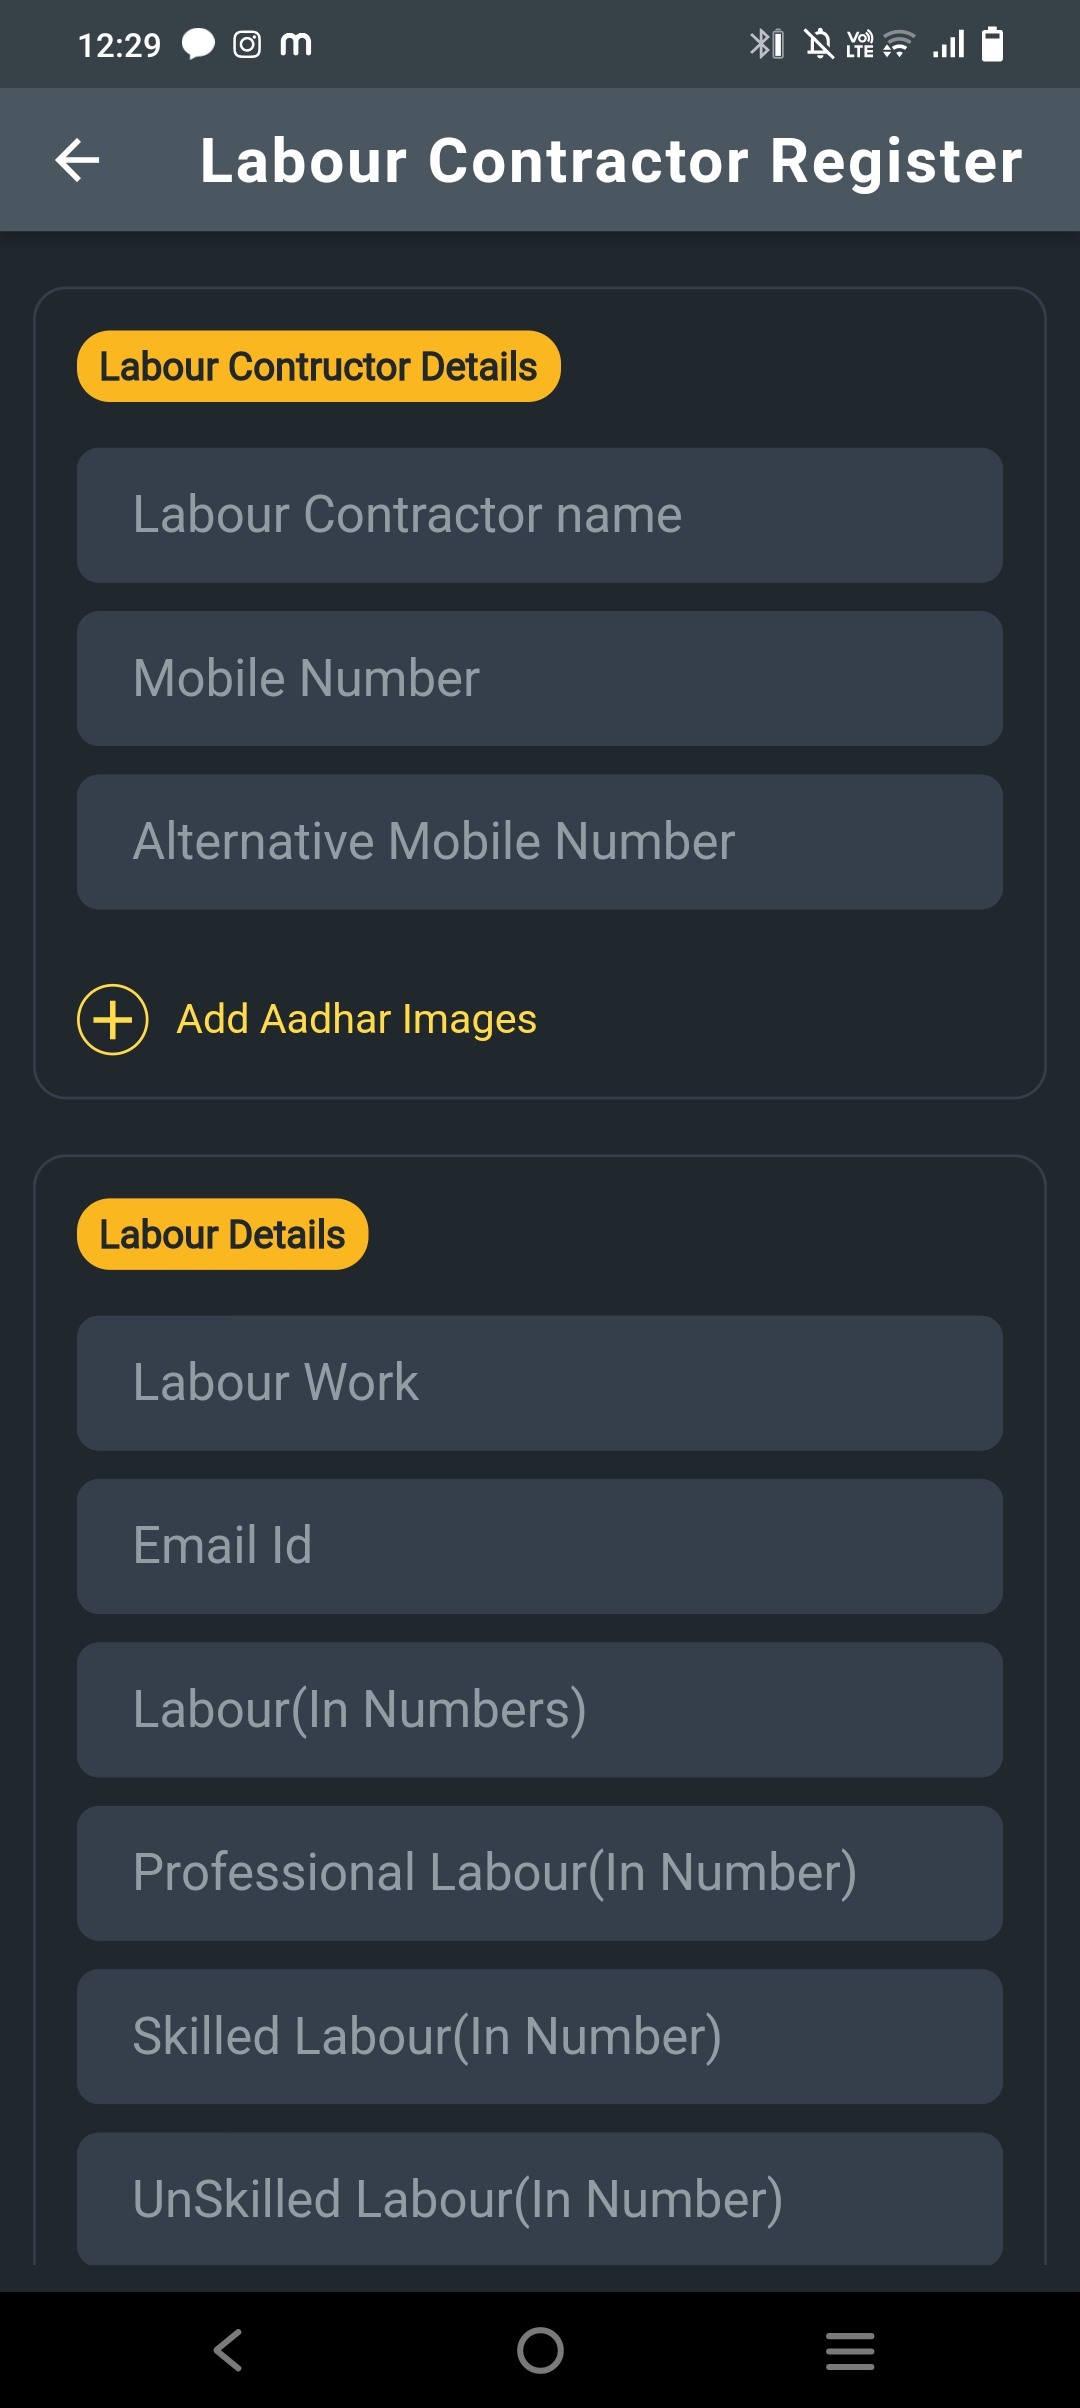 12:29
VoLTE
Labour Contractor Register
Labour Contructor Details
Labour Contractor name
Mobile Number
Alternative Mobile Number
Add Aadhar Images
Labour Details
Labour Work
Email Id
Labour(In Numbers)
Professional Labour(In Number)
Skilled Labour(In Number)
UnSkilled Labour(In Number)